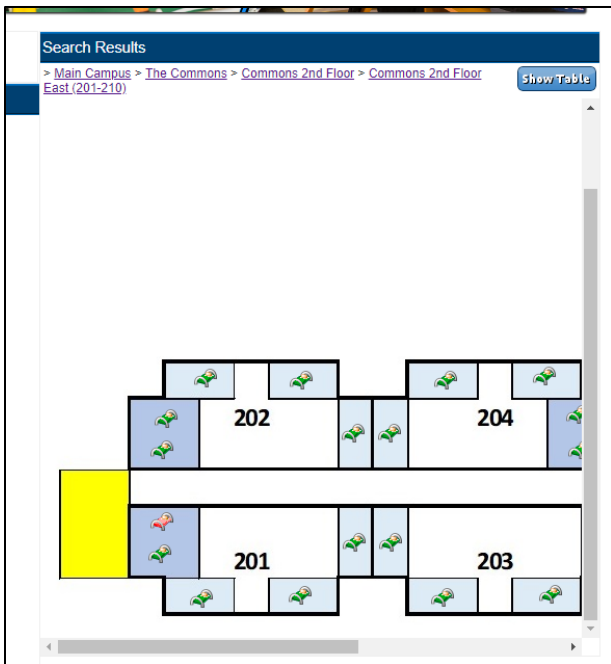 Search Results
> Main Campus > The Commons > Commons 2nd Floor > Commons 2nd Floor
East (201-210)
Show Table
202
204
201
203